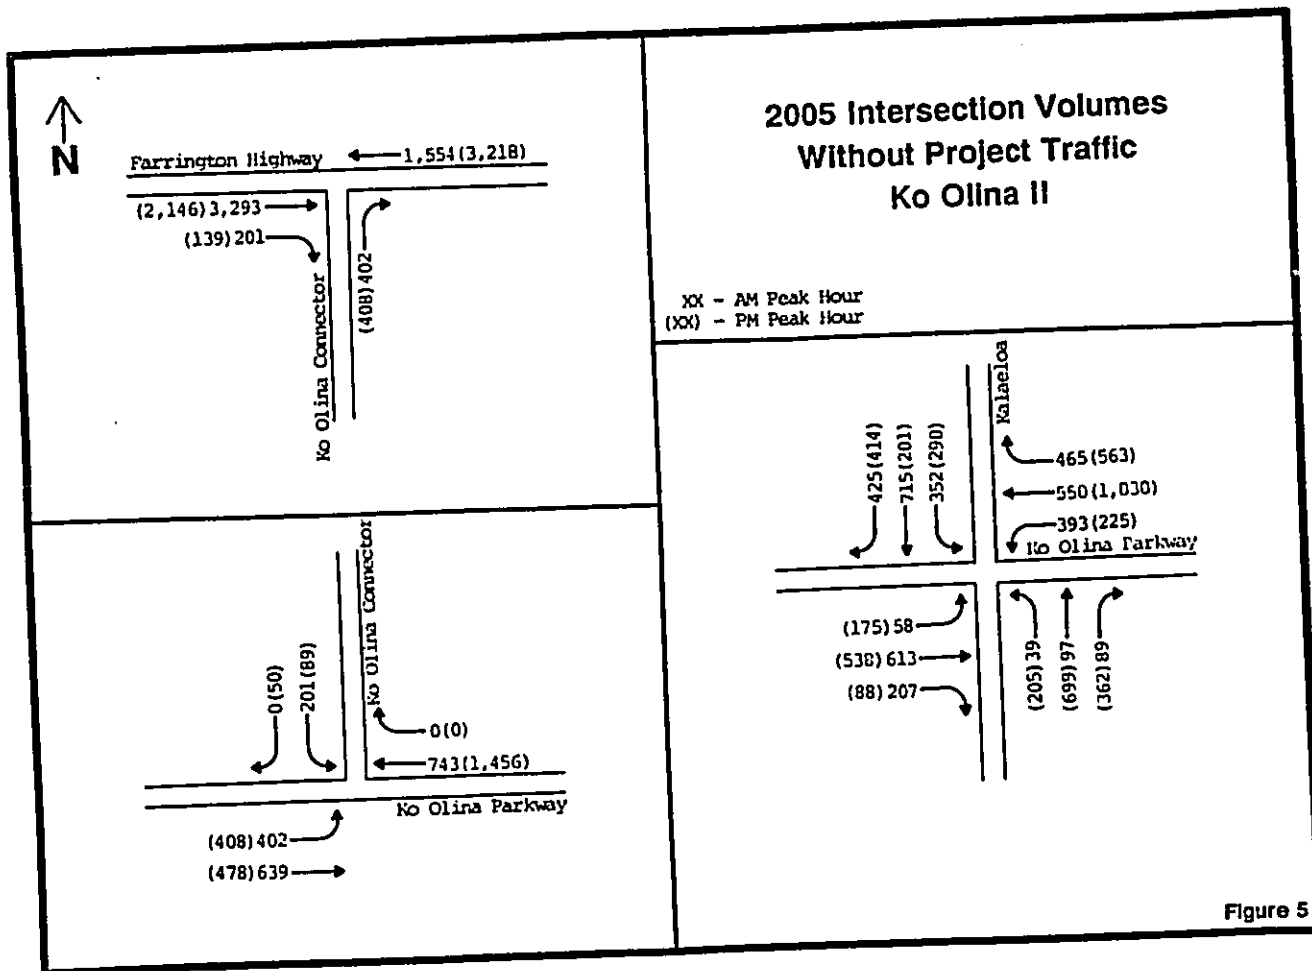 2005 Intersection Volumes
Without Project Traffic
Ko Olina II
XX - AM Peak Hour
(XX) - PM Peak Hour
N
Farrington Highway
1,554(3,218)
(2,146)3,293
(139)201
(408)402
Ko Olina Connector
Kalaeloa
425(414)
715(201)
352(290)
465(563)
550(1,030)
393(225)
Ko Olina Parkway
(175)58
(538)613
(88)207
(205)39
(699)97
(362)89
Ko Olina Connector
0(50)
201(89)
0(0)
743(1,456)
Ko Olina Parkway
(408)402
(478)639
Figure 5